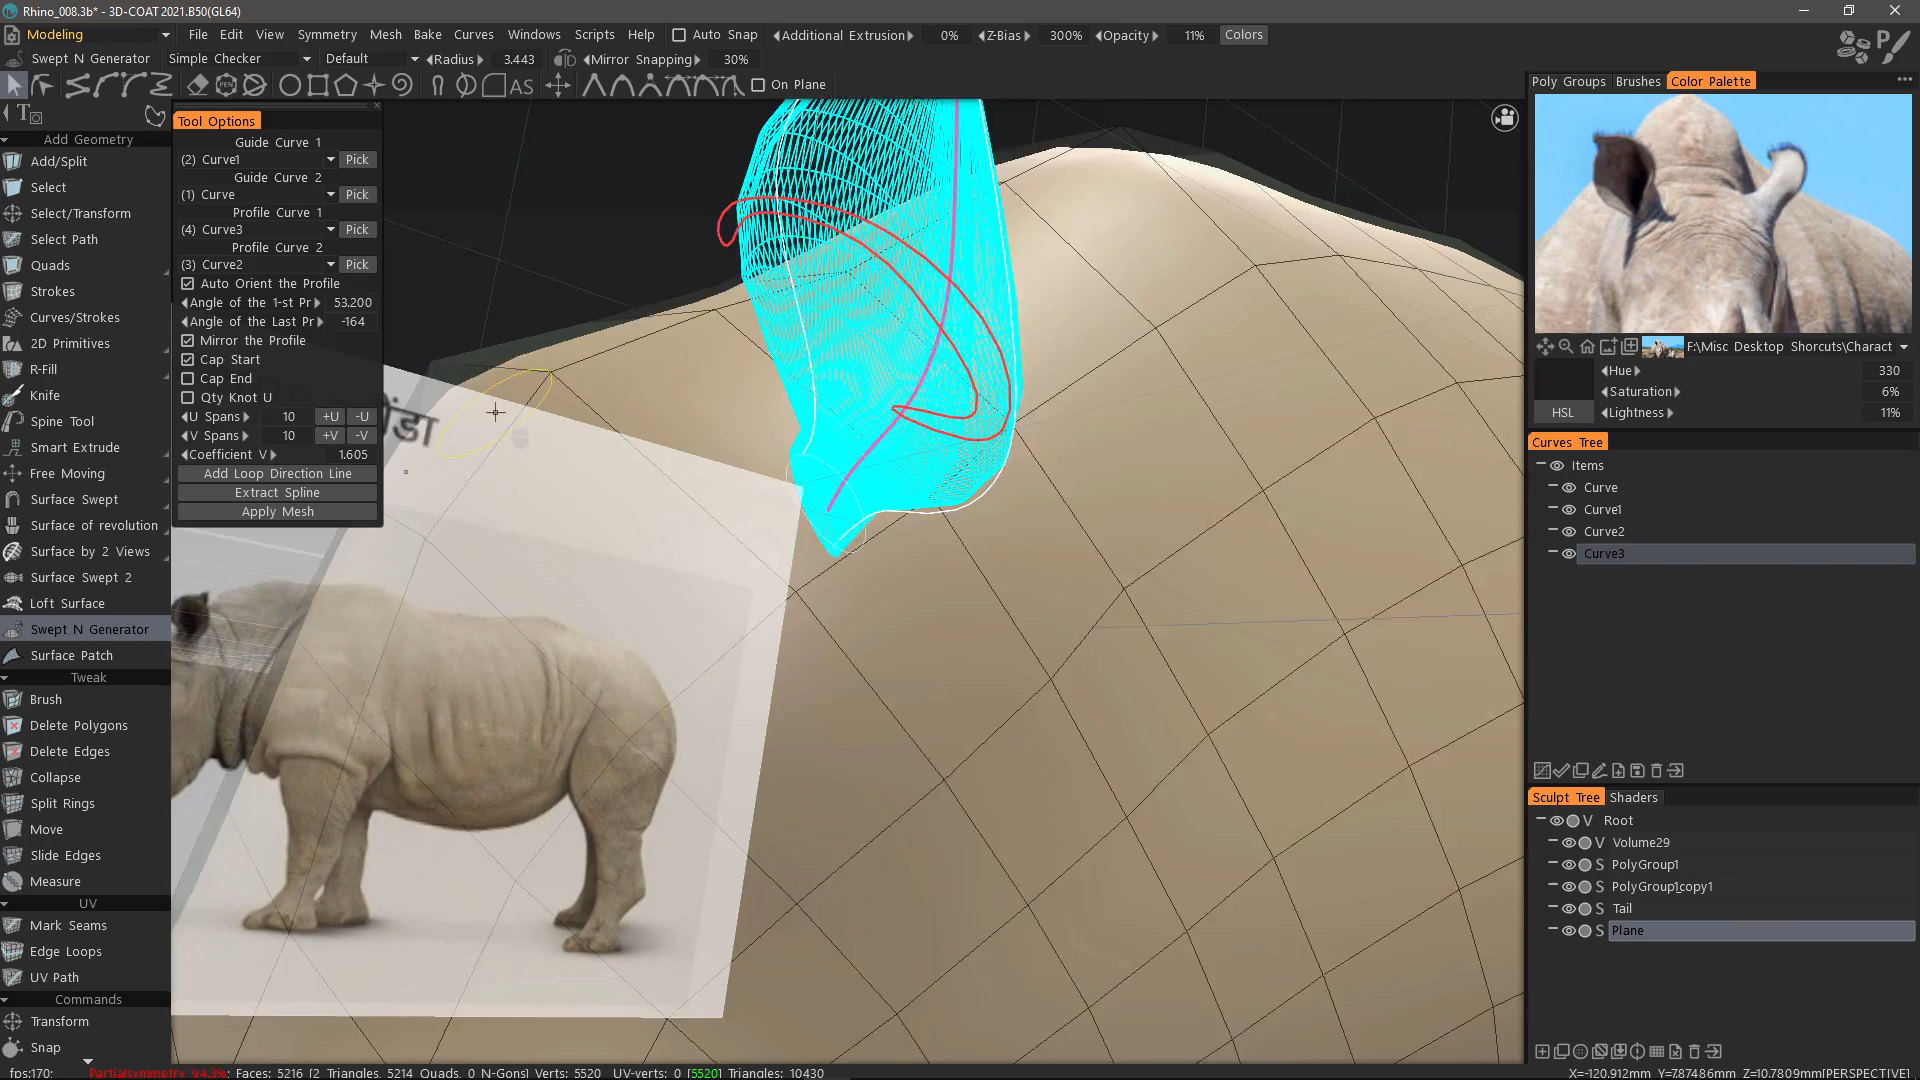 Rhino_008.3b* - 3D-COAT2021.B50(GL64)
Modeling File Edit View Symmetry Mesh Bake Curves Windows Scripts Help Auto Snap Additional Extrusion 0% Z-Bias 300% Opacity 11% Colors
Swept N Generator Simple Checker Default Radius 3.443 Mirror Snapping 30%
AS On Plane
Add Geometry
Add/Split
Select
Select/Transform
Select Path
Quads
Strokes
Curves/Strokes
2D Primitives
R-Fill
Knife
Spine Tool
Smart Extrude
Free Moving
Surface Swept
Surface of revolution
Surface by 2 Views
Surface Swept 2
Loft Surface
Swept N Generator
Surface Patch
Tweak
Brush
Delete Polygons
Delete Edges
Collapse
Split Rings
Move
Slide Edges
Measure
UV
Mark Seams
Edge Loops
UV Path
Commands
Transform
Snap
Tool Options
Guide Curve 1
(2) Curve1 Pick
Guide Curve 2
(1) Curve Pick
Profile Curve 1
(4) Curve3 Pick
Profile Curve 2
(3) Curve2 Pick
Auto Orient the Profile
Angle of the 1-st Pr 53.200
Angle of the Last Pr -164
Mirror the Profile
Cap Start
Cap End
Qty Knot U
U Spans 10 +U -U
V Spans 10 +V -V
Coefficient V 1.605
Add Loop Direction Line
Extract Spline
Apply Mesh
Poly Groups Brushes Color Palette
F:\Misc Desktop Shorcuts\Charact
Hue 330
Saturation 6%
HSL Lightness 11%
Curves Tree
Items
Curve
Curve1
Curve2
Curve3
Sculpt Tree Shaders
V Root
V Volume29
S PolyGroup1
S PolyGroup1copy1
S Tail
S Plane
fps:170; Partialsymmetry 94.3%; Faces: 5216 [2 Triangles, 5214 Quads, 0 N-Gons] Verts: 5520 UV-verts: 0 [5520] Triangles: 10430 X=-120.912mm Y=7.87486mm Z=10.7809mm[PERSPECTIVE]